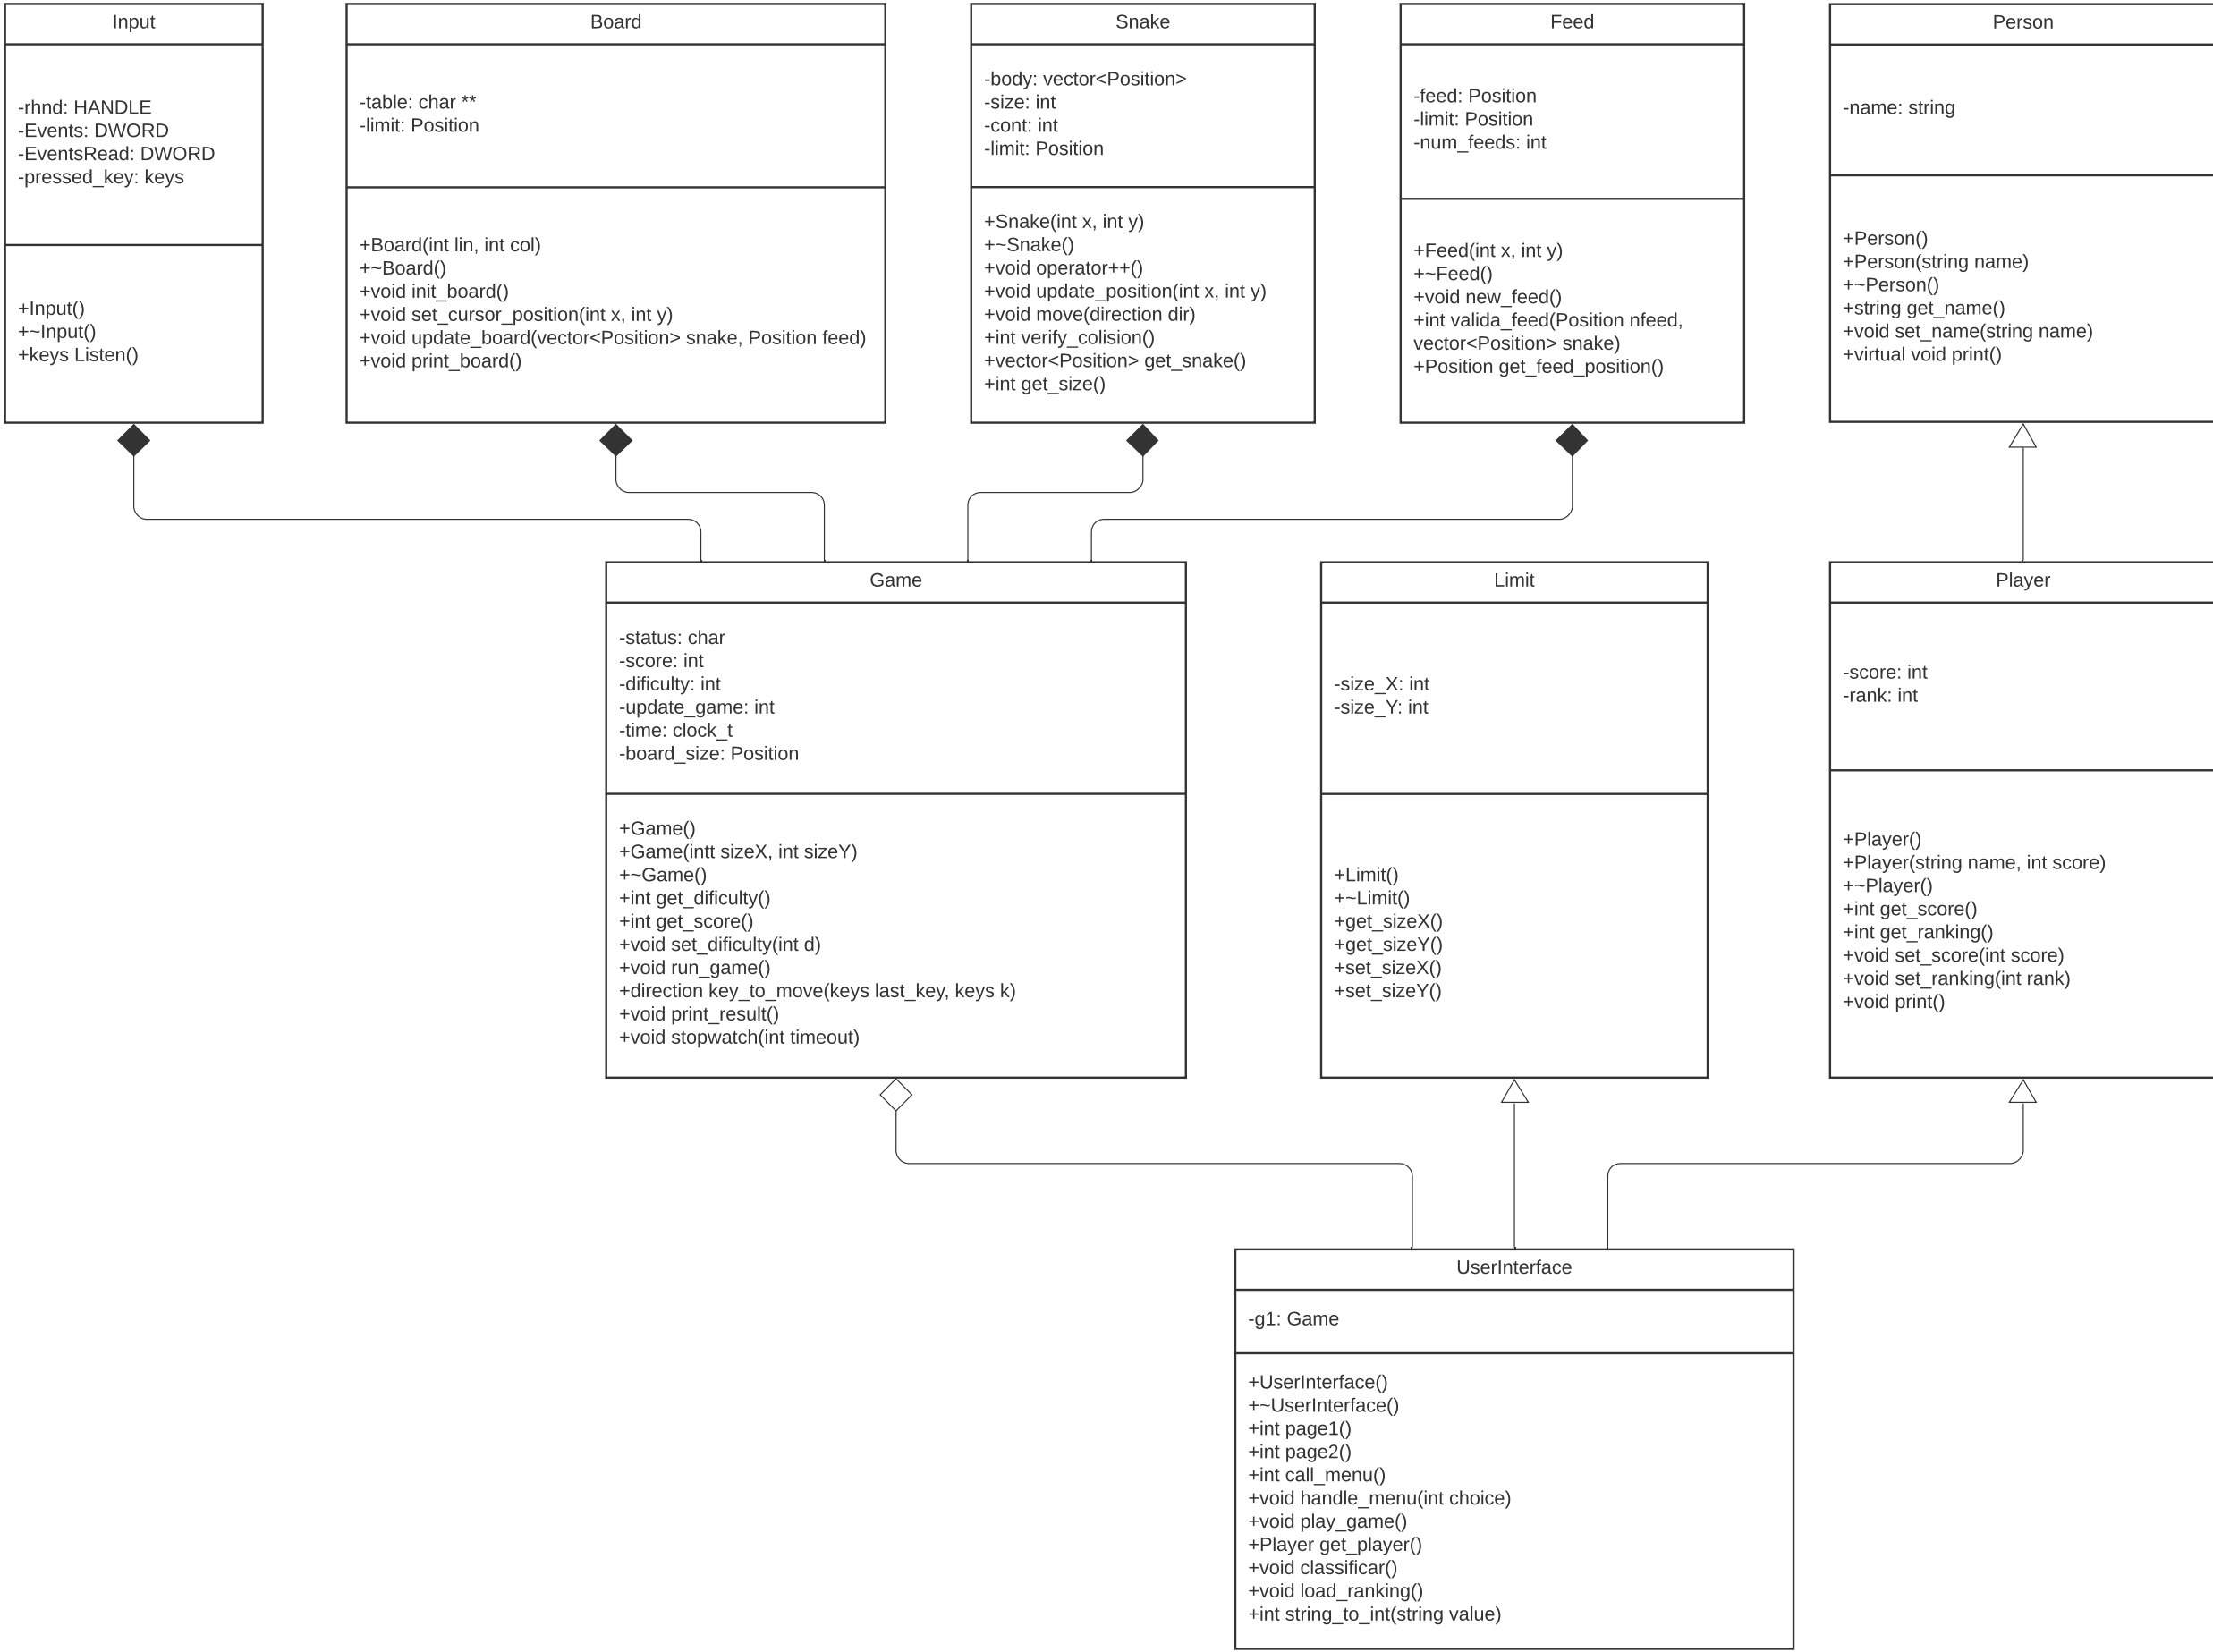 Input
-rhnd: HANDLE
-Events: DWORD
-EventsRead: DWORD
-pressed_key: keys
+Input()
+~Input()
+keys Listen()
Board
-table: char **
-limit: Position
+Board(int lin, int col)
+~Board()
+void init_board()
+void set_cursor_position(int x, int y)
+void update_board(vector<Position> snake, Position feed)
+void print_board()
Snake
-body: vector<Position>
-size: int
-cont: int
-limit: Position
+Snake(int x, int y)
+~Snake()
+void operator++()
+void update_position(int x, int y)
+void move(direction dir)
+int verify_colision()
+vector<Position> get_snake()
+int get_size()
Feed
-feed: Position
-limit: Position
-num_feeds: int
+Feed(int x, int y)
+~Feed()
+void new_feed()
+int valida_feed(Position nfeed,
vector<Position> snake)
+Position get_feed_position()
Person
-name: string
+Person()
+Person(string name)
+~Person()
+string get_name()
+void set_name(string name)
+virtual void print()
Game
-status: char
-score: int
-dificulty: int
-update_game: int
-time: clock_t
-board_size: Position
+Game()
+Game(intt sizeX, int sizeY)
+~Game()
+int get_dificulty()
+int get_score()
+void set_dificulty(int d)
+void run_game()
+direction key_to_move(keys last_key, keys k)
+void print_result()
+void stopwatch(int timeout)
Limit
-size_X: int
-size_Y: int
+Limit()
+~Limit()
+get_sizeX()
+get_sizeY()
+set_sizeX()
+set_sizeY()
Player
-score: int
-rank: int
+Player()
+Player(string name, int score)
+~Player()
+int get_score()
+int get_ranking()
+void set_score(int score)
+void set_ranking(int rank)
+void print()
UserInterface
-g1: Game
+UserInterface()
+~UserInterface()
+int page1()
+int page2()
+int call_menu()
+void handle_menu(int choice)
+void play_game()
+Player get_player()
+void classificar()
+void load_ranking()
+int string_to_int(string value)